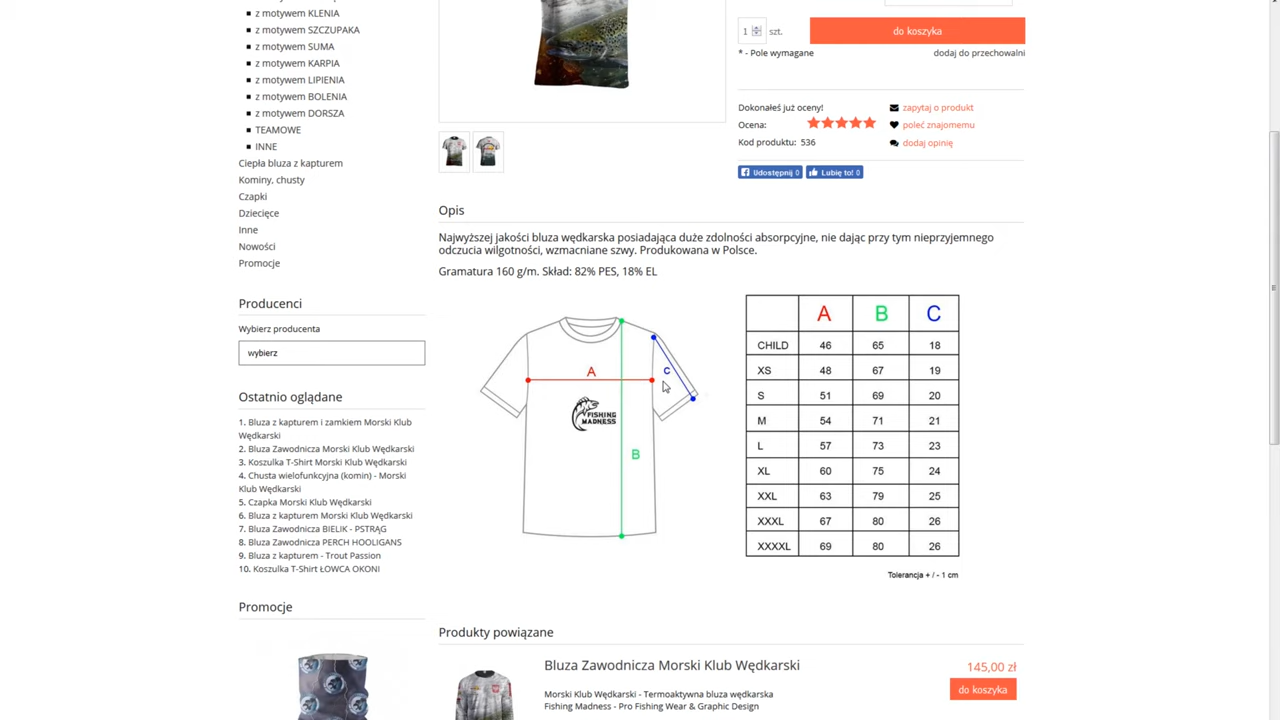 z motywem KLENIA
z motywem SZCZUPAKA
z motywem SUMA
z motywem KARPIA
z motywem LIPIENIA
z motywem BOLENIA
z motywem DORSZA
TEAMOWE
INNE
Ciepła bluza z kapturem
Kominy, chusty
Czapki
Dziecięce
Inne
Nowości
Promocje
Producenci
Wybierz producenta
wybierz
Ostatnio oglądane
1. Bluza z kapturem i zamkiem Morski Klub
Wędkarski
2. Bluza Zawodnicza Morski Klub Wędkarski
3. Koszulka T-Shirt Morski Klub Wędkarski
4. Chusta wielofunkcyjna (komin) - Morski
Klub Wędkarski
5. Czapka Morski Klub Wędkarski
6. Bluza z kapturem Morski Klub Wędkarski
7. Bluza Zawodnicza BIELIK - PSTRĄG
8. Bluza Zawodnicza PERCH HOOLIGANS
9. Bluza z kapturem - Trout Passion
10. Koszulka T-Shirt ŁOWCA OKONI
Promocje
1 szt. do koszyka
* - Pole wymagane dodaj do przechowalni
Dokonałeś już oceny! zapytaj o produkt
Ocena: poleć znajomemu
Kod produktu: 536 dodaj opinię
Udostępnij 0 Lubię to! 0
Opis
Najwyższej jakości bluza wędkarska posiadająca duże zdolności absorpcyjne, nie dając przy tym nieprzyjemnego
odczucia wilgotności, wzmacniane szwy. Produkowana w Polsce.
Gramatura 160 g/m. Skład: 82% PES, 18% EL
A
C
FISHING
MADNESS
B
A B C
CHILD 46 65 18
XS 48 67 19
S 51 69 20
M 54 71 21
L 57 73 23
XL 60 75 24
XXL 63 79 25
XXXL 67 80 26
XXXXL 69 80 26
Tolerancja + / - 1 cm
Produkty powiązane
Bluza Zawodnicza Morski Klub Wędkarski 145,00 zł
do koszyka
Morski Klub Wędkarski - Termoaktywna bluza wędkarska
Fishing Madness - Pro Fishing Wear & Graphic Design